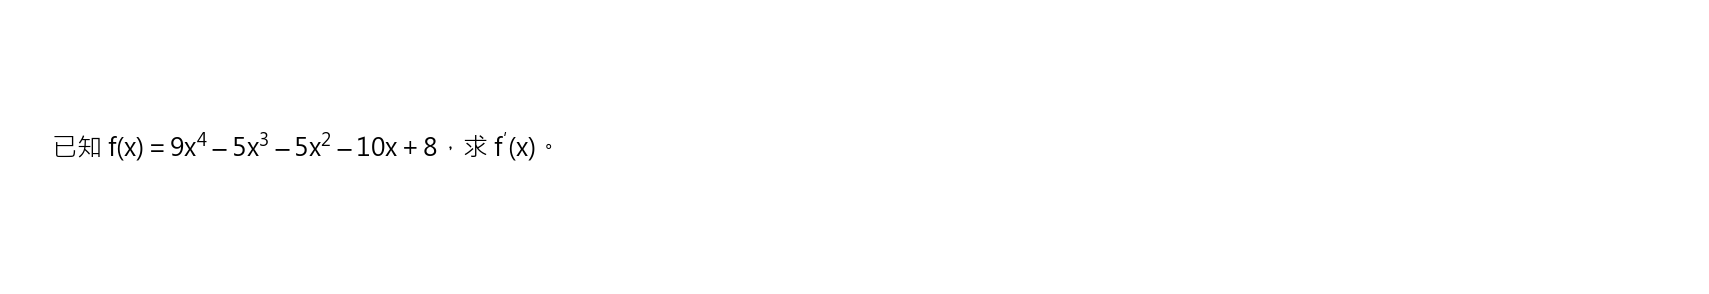 已知 f(x) = 9x⁴ – 5x³ – 5x² – 10x + 8，求 f′(x)。